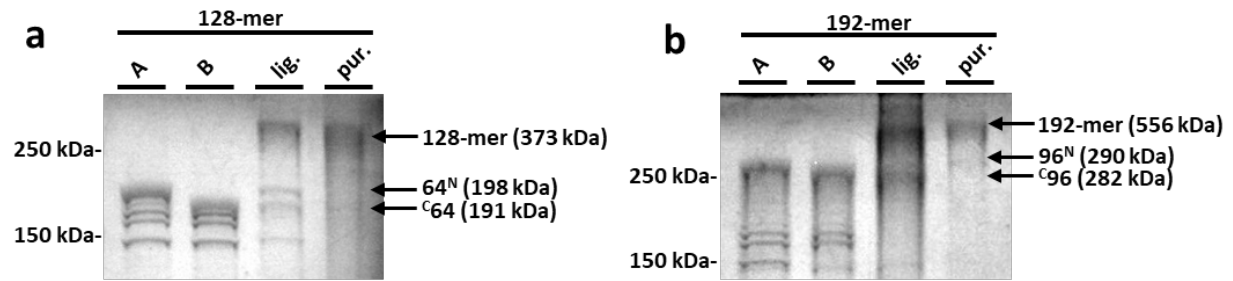 a
128-mer
A B lig. pur.
250 kDa-
150 kDa-
128-mer (373 kDa)
64ᴺ (198 kDa)
ᶜ64 (191 kDa)
b
192-mer
A B lig. pur.
250 kDa-
150 kDa-
192-mer (556 kDa)
96ᴺ (290 kDa)
ᶜ96 (282 kDa)